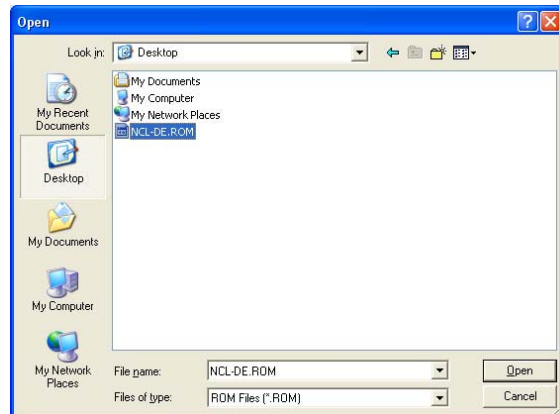 Open
Look in:
Desktop
My Recent
Documents
Desktop
My Documents
My Computer
My Network
Places
My Documents
My Computer
My Network Places
NCL-DE.ROM
File name:
NCL-DE.ROM
Open
Files of type:
ROM Files (*.ROM)
Cancel